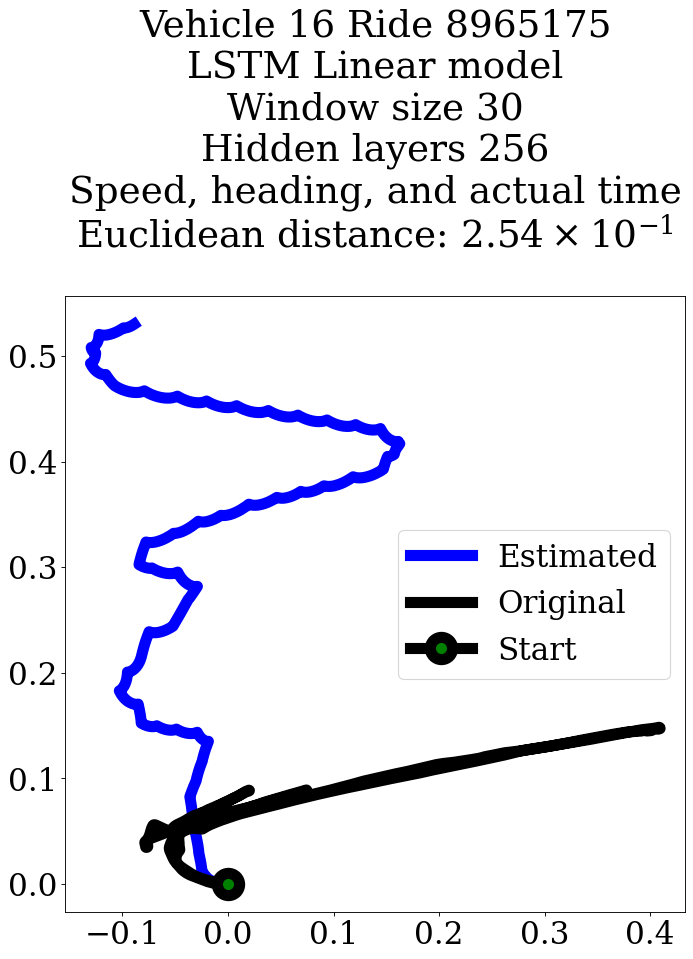 Vehicle 16 Ride 8965175
LSTM Linear model
Window size 30
Hidden layers 256
Speed, heading, and actual time
Euclidean distance: 2.54 × 10⁻¹
0.5
0.4
0.3
0.2
0.1
0.0
Estimated
Original
Start
−0.1 0.0 0.1 0.2 0.3 0.4